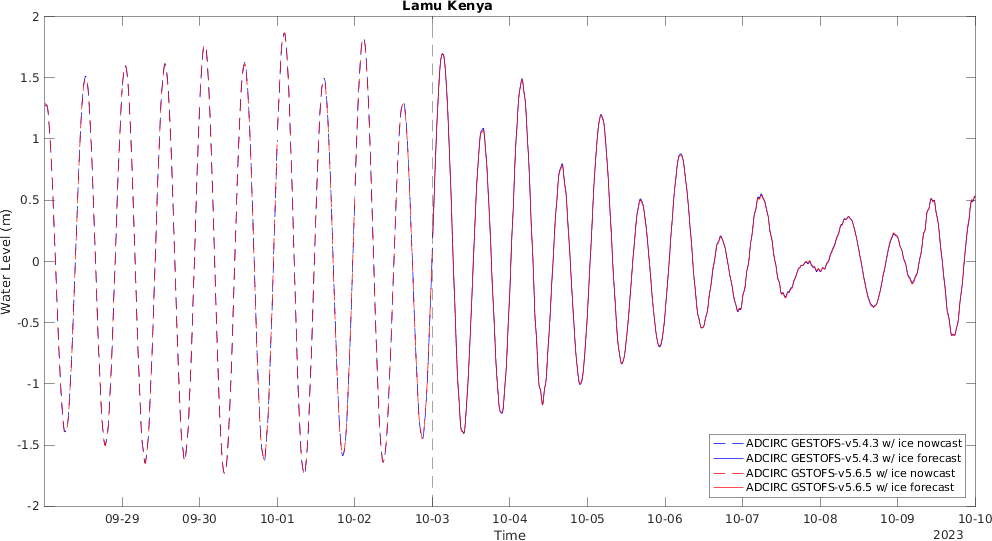 Lamu Kenya
2
1.5
1
0.5
0
-0.5
-1
-1.5
-2
Water Level (m)
09-29 09-30 10-01 10-02 10-03 10-04 10-05 10-06 10-07 10-08 10-09 10-10
Time
2023
ADCIRC GESTOFS-v5.4.3 w/ ice nowcast
ADCIRC GESTOFS-v5.4.3 w/ ice forecast
ADCIRC GSTOFS-v5.6.5 w/ ice nowcast
ADCIRC GSTOFS-v5.6.5 w/ ice forecast